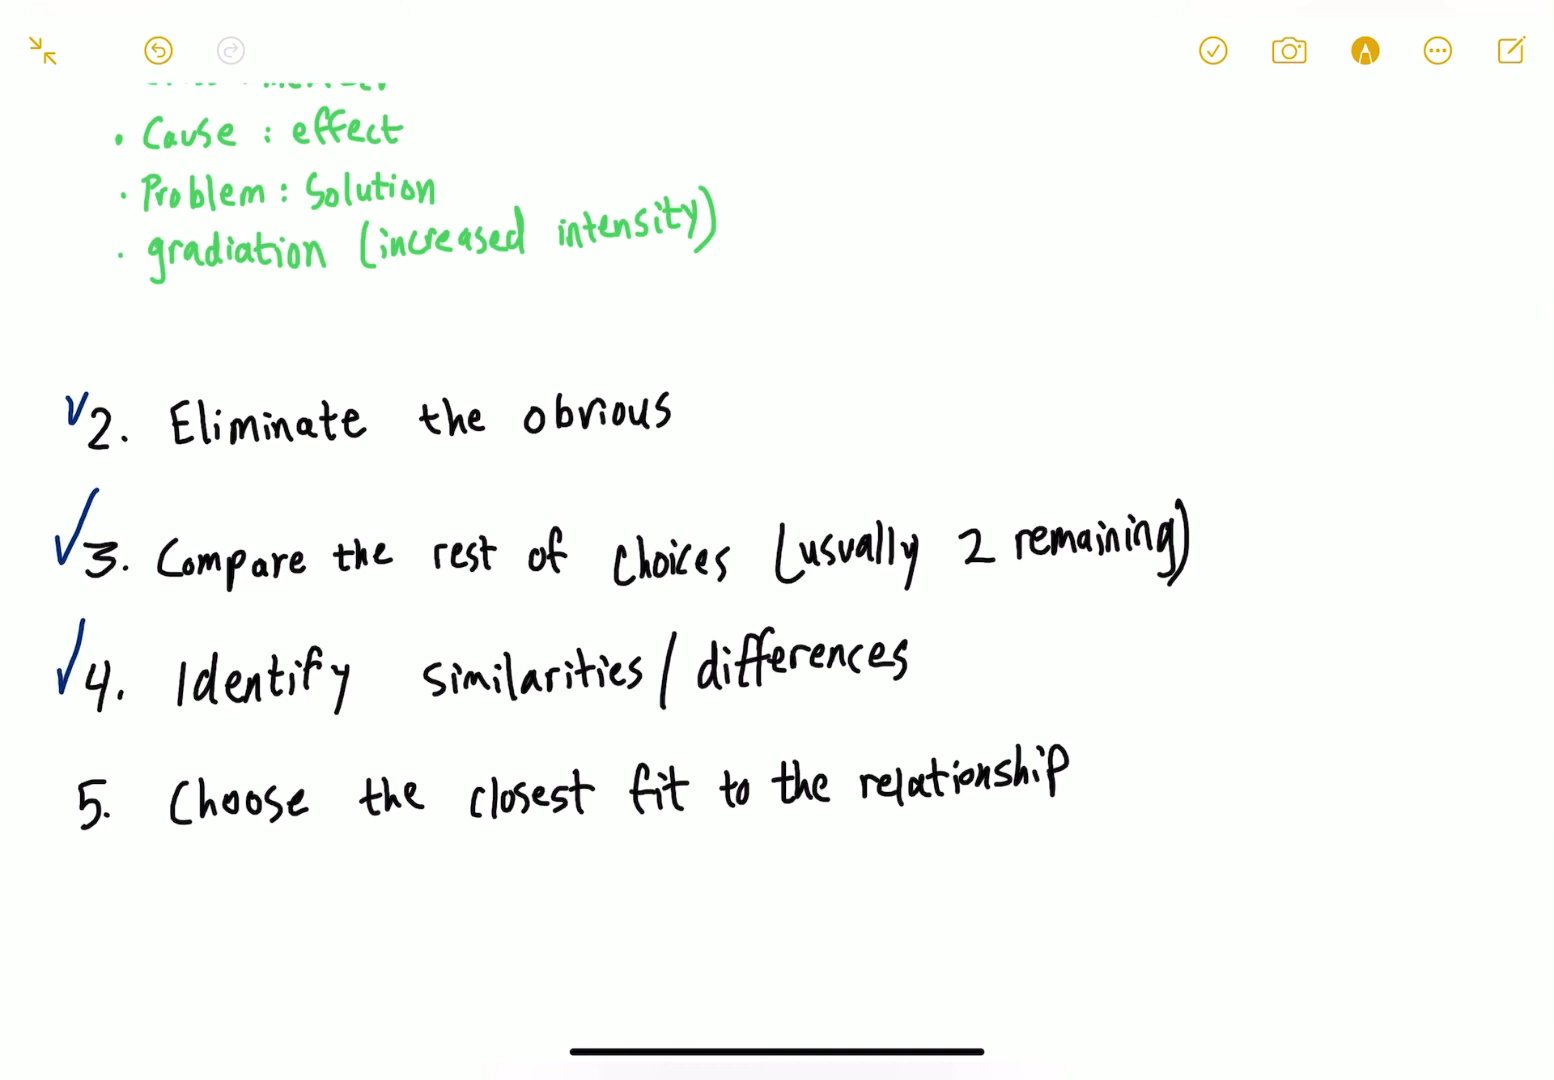 • Cause : effect
• Problem : Solution
• gradiation (increased intensity)
2. Eliminate the obvious
3. Compare the rest of choices (usually 2 remaining)
4. Identify similarities / differences
5. Choose the closest fit to the relationship